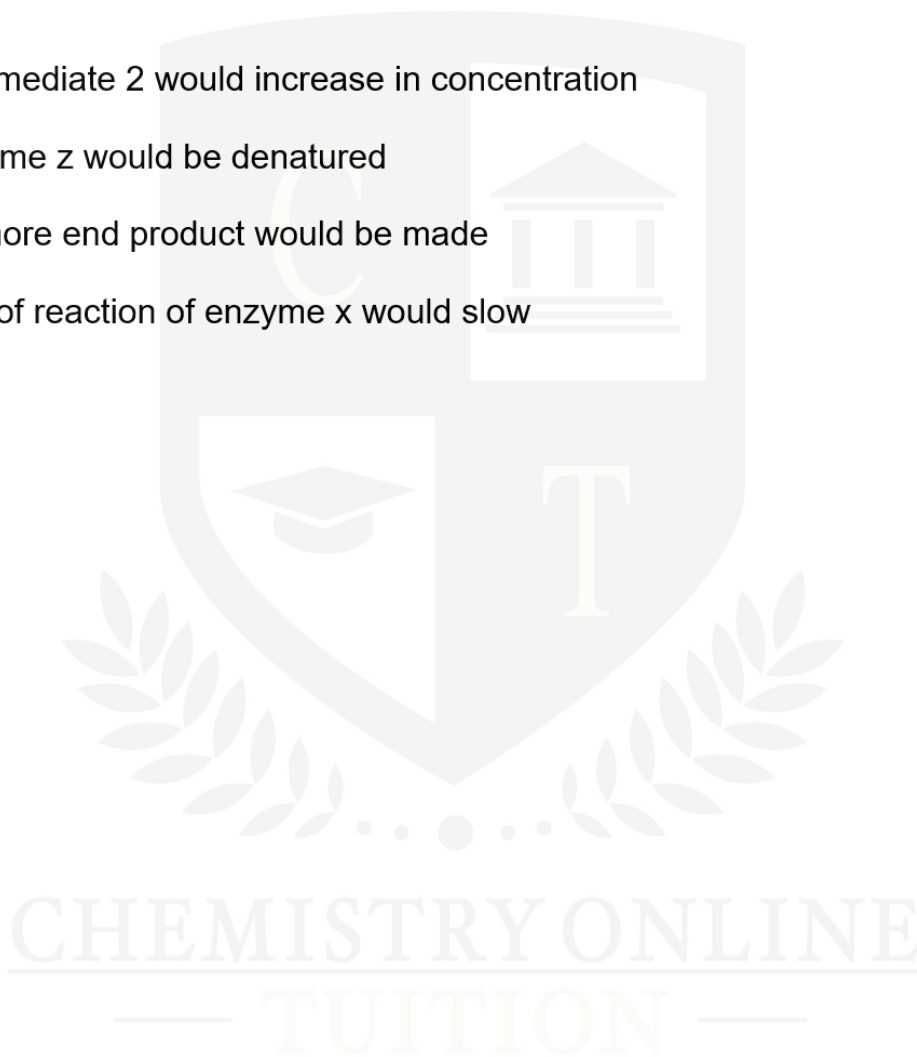 mediate 2 would increase in concentration
me z would be denatured
ore end product would be made
of reaction of enzyme x would slow
C
T
CHEMISTRY ONLINE
TUITION